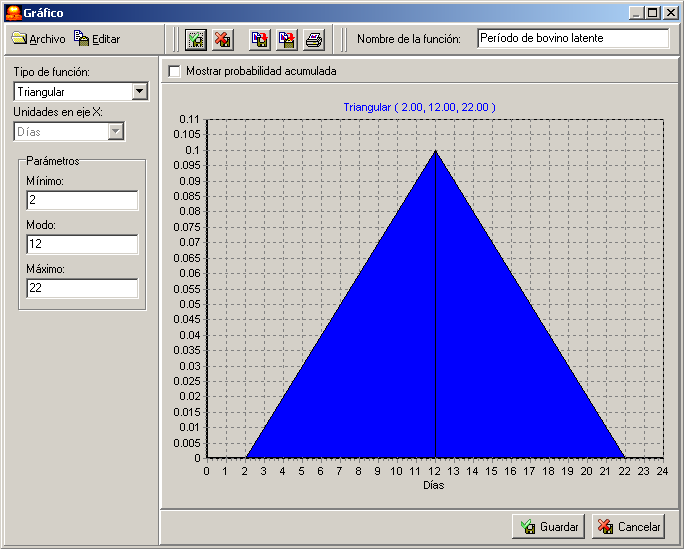 Gráfico
Archivo Editar Nombre de la función: Período de bovino latente
Tipo de función:
Triangular
Unidades en eje X:
Días
Parámetros
Mínimo:
2
Modo:
12
Máximo:
22
Mostrar probabilidad acumulada
Triangular ( 2.00, 12.00, 22.00 )
0.11
0.105
0.1
0.095
0.09
0.085
0.08
0.075
0.07
0.065
0.06
0.055
0.05
0.045
0.04
0.035
0.03
0.025
0.02
0.015
0.01
0.005
0
0 1 2 3 4 5 6 7 8 9 10 11 12 13 14 15 16 17 18 19 20 21 22 23 24
Días
Guardar Cancelar